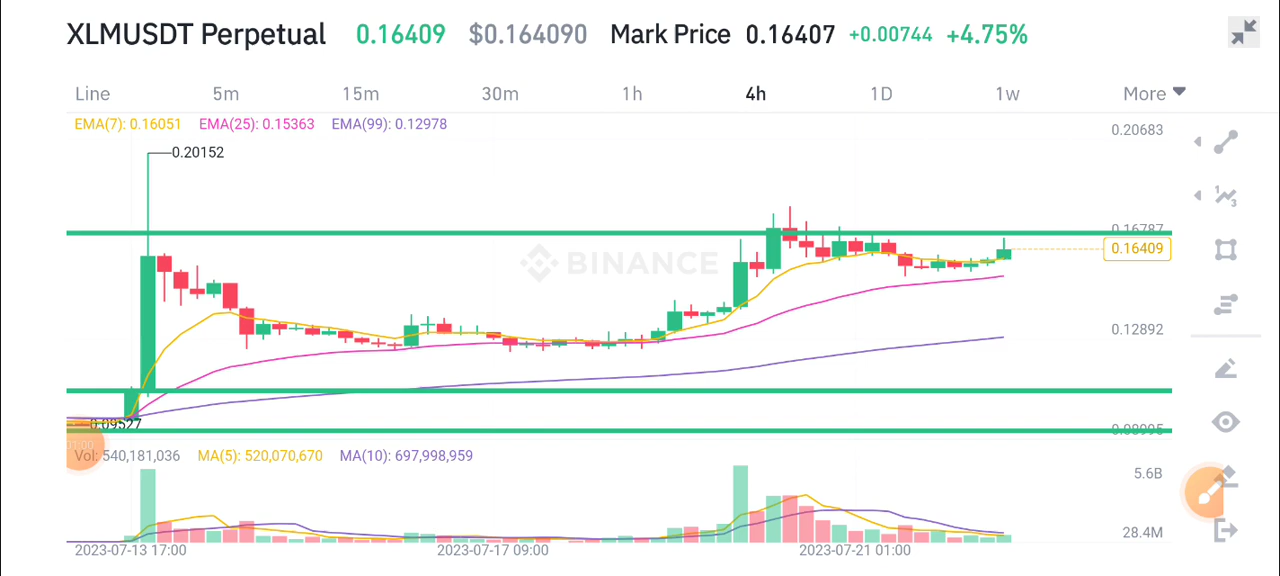 XLMUSDT Perpetual 0.16409 $0.164090 Mark Price 0.16407 +0.00744 +4.75%
Line 5m 15m 30m 1h 4h 1D 1w More
EMA(7): 0.16051 EMA(25): 0.15363 EMA(99): 0.12978
0.20683
0.20152
0.16787
0.16409
BINANCE
0.12892
0.09527
0.08995
01:00
Vol: 540,181,036 MA(5): 520,070,670 MA(10): 697,998,959
5.6B
28.4M
2023-07-13 17:00 2023-07-17 09:00 2023-07-21 01:00